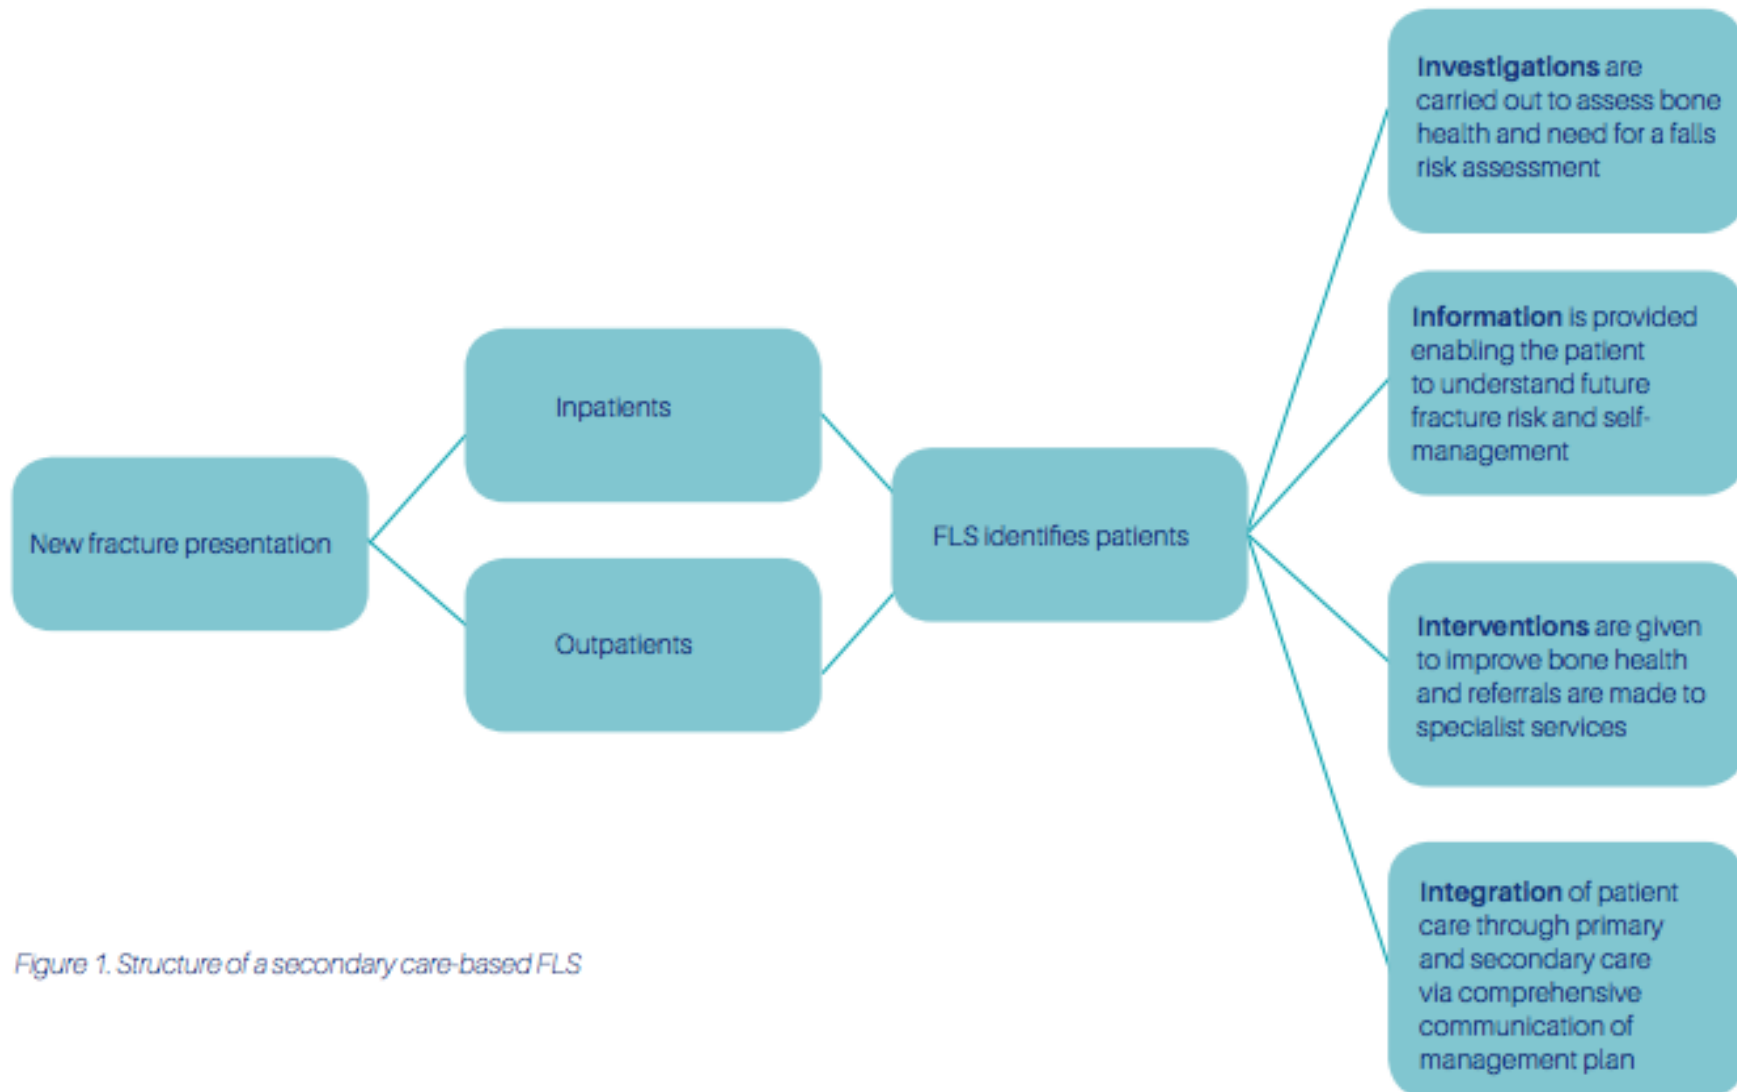 New fracture presentation
Inpatients
Outpatients
FLS identifies patients
Investigations are
carried out to assess bone
health and need for a falls
risk assessment
Information is provided
enabling the patient
to understand future
fracture risk and self-
management
Interventions are given
to improve bone health
and referrals are made to
specialist services
Integration of patient
care through primary
and secondary care
via comprehensive
communication of
management plan
Figure 1. Structure of a secondary care-based FLS